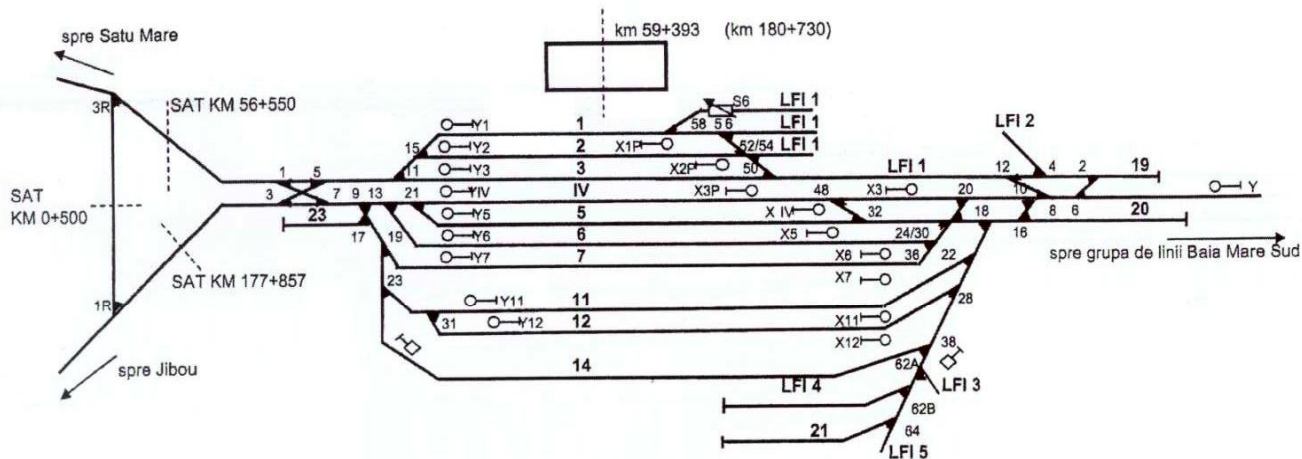 km 59+393 (km 180+730)
spre Satu Mare
3R
SAT KM 56+550
S6
LFI 1
58
56
1
Y1
LFI 1
X1P
2
Y2
15
52/54
LFI 1
X2P
50
3
Y3
11
LFI 2
LFI 1
12
4
2
19
1
5
SAT
KM 0+500
3
7
9
13
21
YIV
IV
X3P
48
X3
20
10
Y
23
Y5
5
X IV
32
18
8
6
20
17
19
Y6
6
X5
24/30
16
spre grupa de linii Baia Mare Sud
Y7
7
X6
36
22
SAT KM 177+857
23
X7
1R
Y11
11
28
31
Y12
12
X11
X12
38
spre Jibou
14
62A
LFI 4
LFI 3
62B
21
64
LFI 5